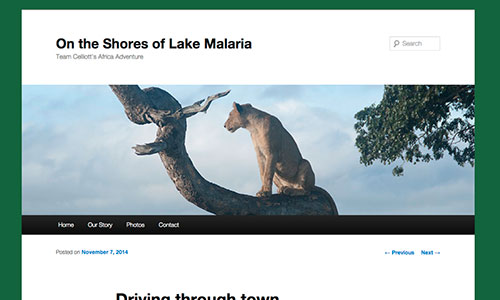 On the Shores of Lake Malaria
Team Celliott's Africa Adventure
Search
Home Our Story Photos Contact
Posted on November 7, 2014
← Previous Next →
Driving through town